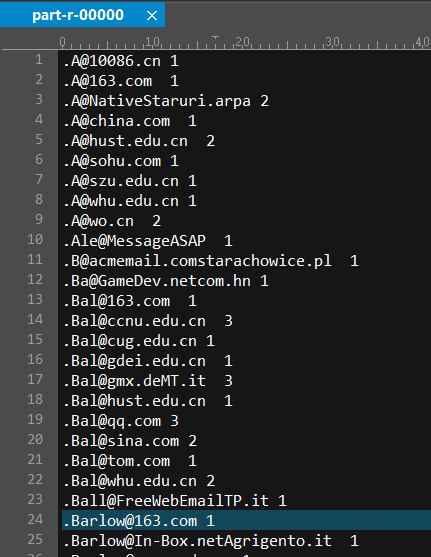 part-r-00000 ×
0 10 20 30 40
1 .A@10086.cn 1
2 .A@163.com 1
3 .A@NativeStaruri.arpa 2
4 .A@china.com 1
5 .A@hust.edu.cn 2
6 .A@sohu.com 1
7 .A@szu.edu.cn 1
8 .A@whu.edu.cn 1
9 .A@wo.cn 2
10 .Ale@MessageASAP 1
11 .B@acmemail.comstarachowice.pl 1
12 .Ba@GameDev.netcom.hn 1
13 .Bal@163.com 1
14 .Bal@ccnu.edu.cn 3
15 .Bal@cug.edu.cn 1
16 .Bal@gdei.edu.cn 1
17 .Bal@gmx.deMT.it 3
18 .Bal@hust.edu.cn 1
19 .Bal@qq.com 3
20 .Bal@sina.com 2
21 .Bal@tom.com 1
22 .Bal@whu.edu.cn 2
23 .Ball@FreeWebEmailTP.it 1
24 .Barlow@163.com 1
25 .Barlow@In-Box.netAgrigento.it 1